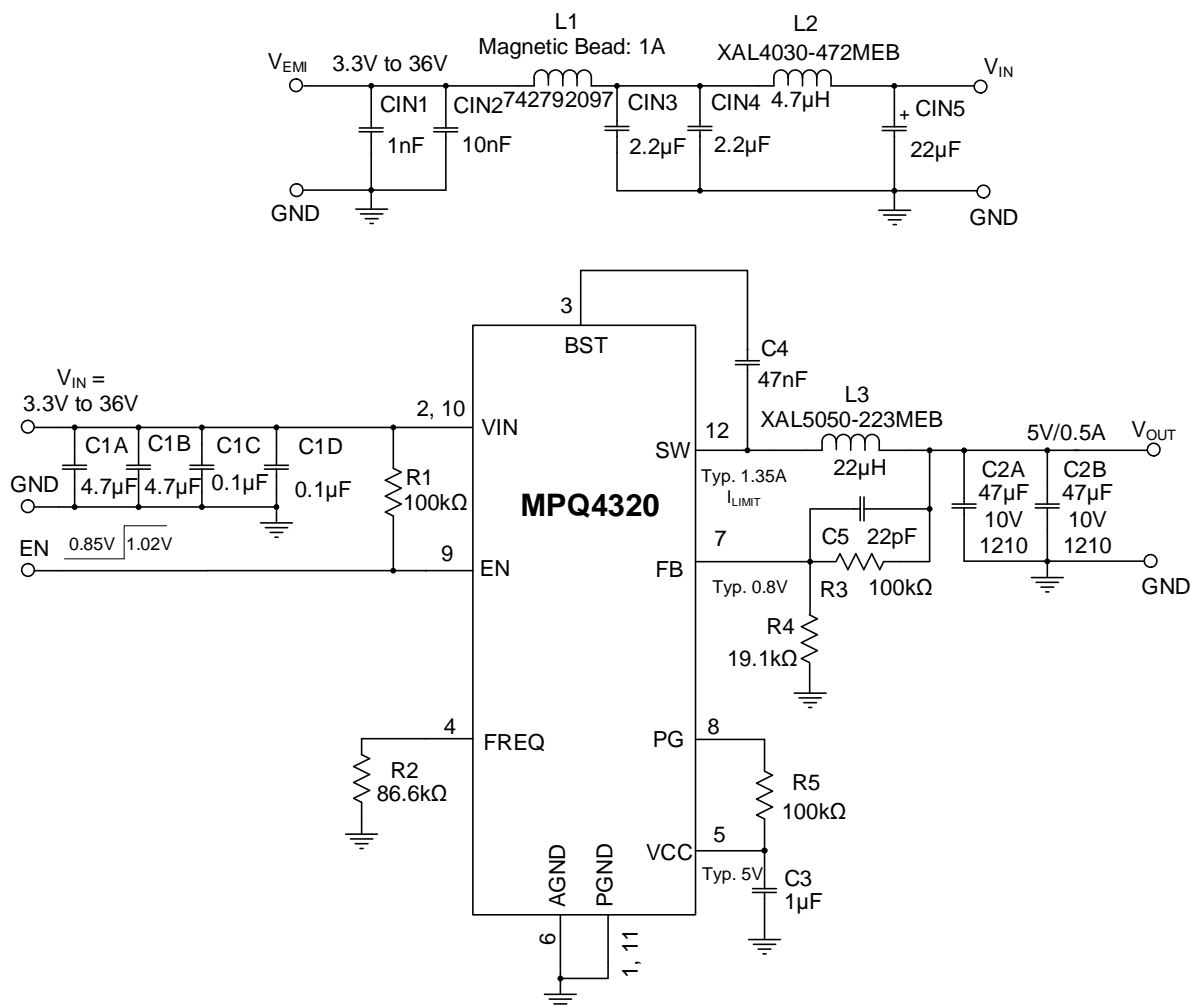 L1
Magnetic Bead: 1A
L2
XAL4030-472MEB
VEMI
3.3V to 36V
VIN
CIN1
CIN2
742792097
CIN3
CIN4
4.7µH
+ CIN5
1nF
10nF
2.2µF
2.2µF
22µF
GND
GND
3
BST
C4
47nF
VIN =
3.3V to 36V
2, 10
VIN
L3
XAL5050-223MEB
12
SW
5V/0.5A
VOUT
C1A
C1B
C1C
C1D
4.7µF
4.7µF
0.1µF
0.1µF
R1
100kΩ
Typ. 1.35A
ILIMIT
22µH
C2A
47µF
10V
1210
C2B
47µF
10V
1210
GND
MPQ4320
C5
22pF
EN
0.85V
1.02V
9
EN
7
FB
Typ. 0.8V
R3
100kΩ
GND
R4
19.1kΩ
4
FREQ
R2
86.6kΩ
8
PG
R5
100kΩ
5
VCC
Typ. 5V
C3
1µF
AGND
PGND
6
1, 11